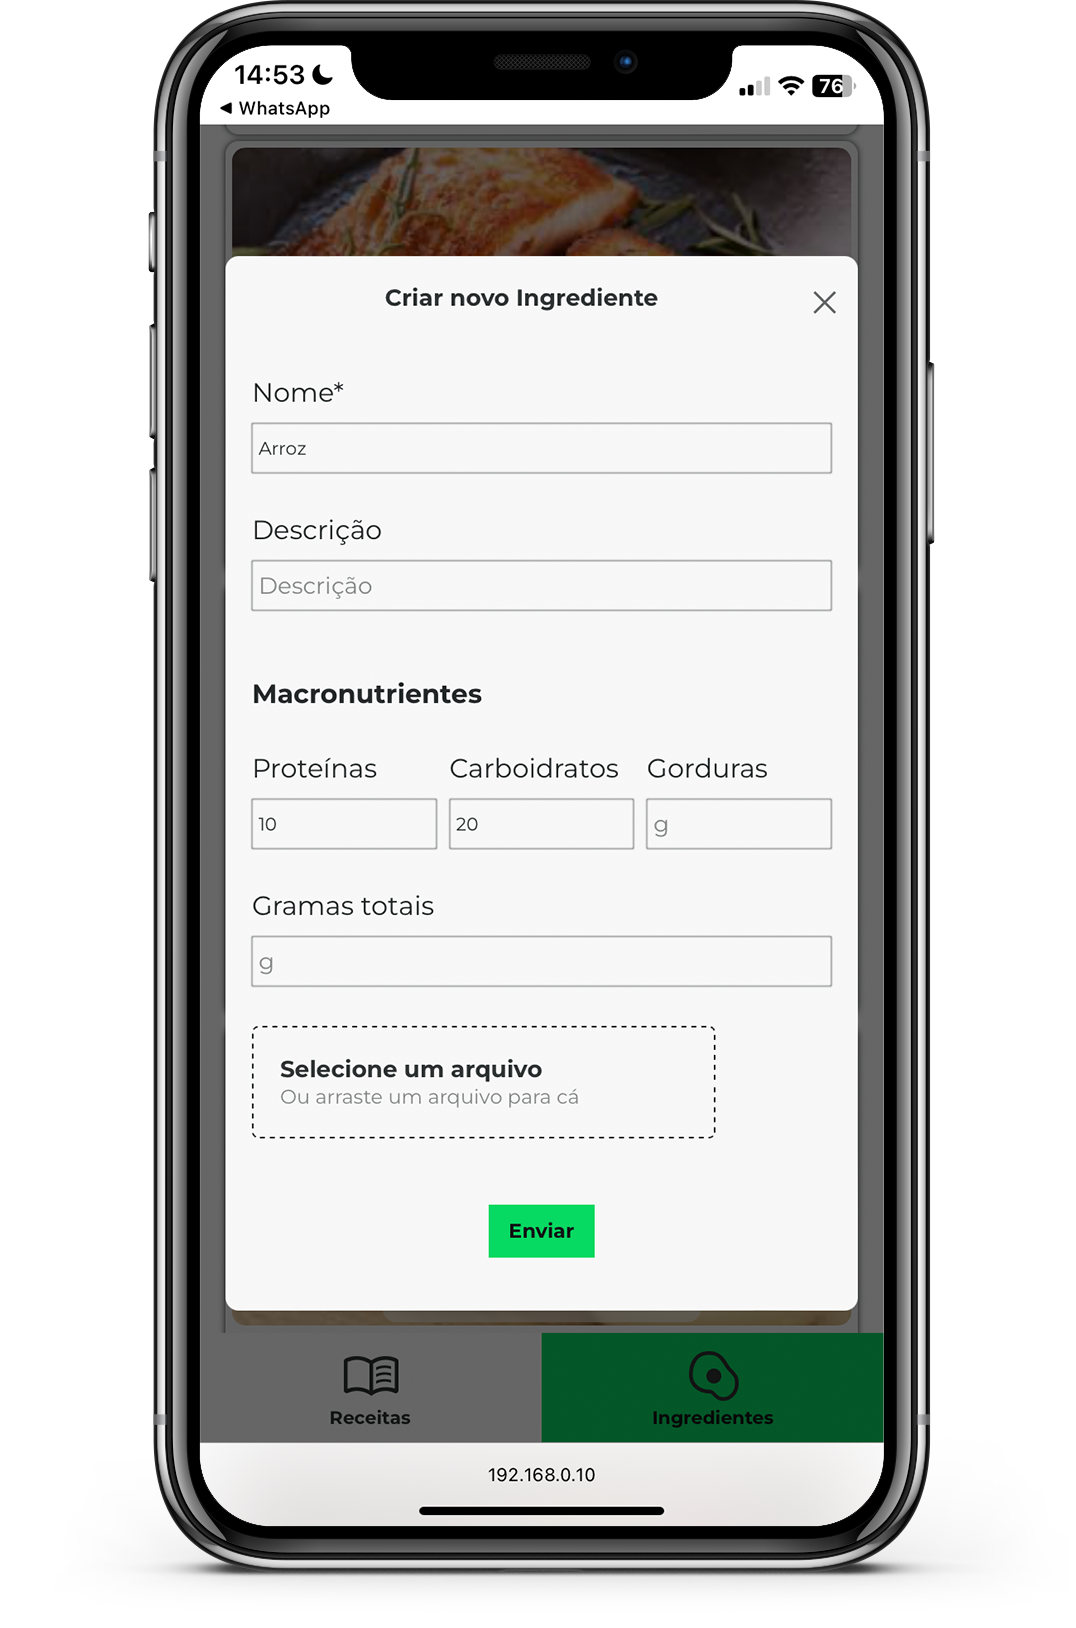 14:53
76
◀ WhatsApp
Criar novo Ingrediente
Nome*
Arroz
Descrição
Descrição
Macronutrientes
Proteínas Carboidratos Gorduras
10 20 g
Gramas totais
g
Selecione um arquivo
Ou arraste um arquivo para cá
Enviar
Receitas Ingredientes
192.168.0.10